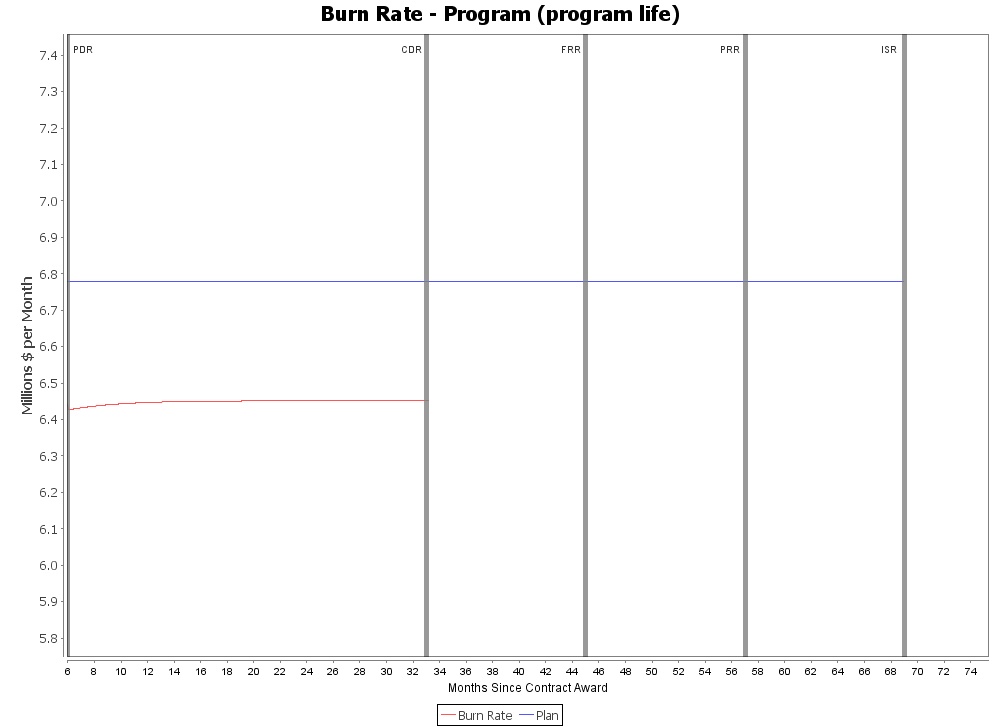 Burn Rate - Program (program life)
PDR CDR FRR PRR ISR
7.4
7.3
7.2
7.1
7.0
6.9
6.8
6.7
6.6
6.5
6.4
6.3
6.2
6.1
6.0
5.9
5.8
Millions $ per Month
6 8 10 12 14 16 18 20 22 24 26 28 30 32 34 36 38 40 42 44 46 48 50 52 54 56 58 60 62 64 66 68 70 72 74
Months Since Contract Award
Burn Rate Plan